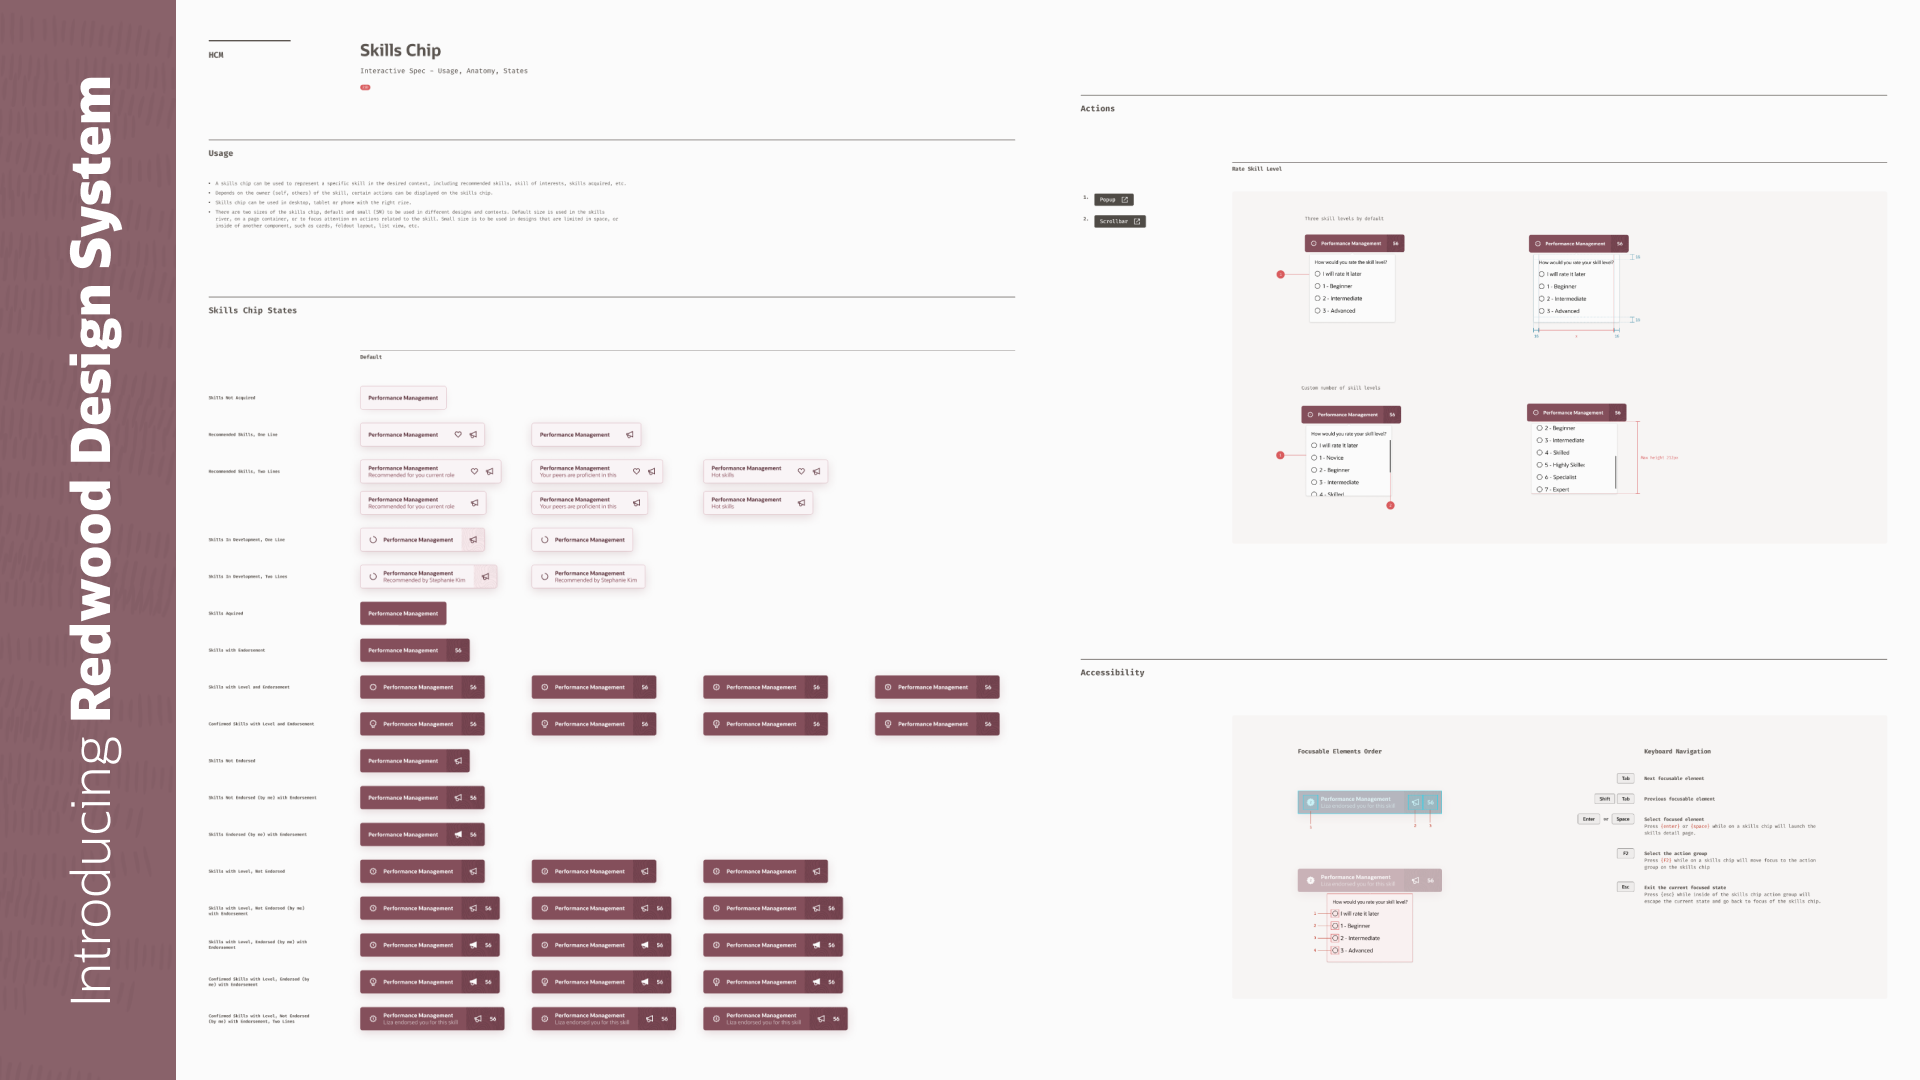 Introducing Redwood Design System
HCM
Skills Chip
Interactive Spec – Usage, Anatomy, States
Usage
• A skills chip can be used to represent a specific skill in the desired context, including recommended skills, skill of interests, skills acquired, etc.
• Depends on the owner (self, others) of the skill, certain actions can be displayed on the skills chip.
• Skills chip can be used in desktop, tablet or phone with the right size.
• There are two sizes of the skills chip, default and small (SM) to be used in different designs and contexts. Default size is used in the skills
river, on a page container, or to focus attention on actions related to the skill. Small size is to be used in designs that are limited in space, or
inside of another component, such as cards, foldout layout, list view, etc.
Skills Chip States
Default
Skills Not Acquired
Performance Management
Recommended Skills, One Line
Performance Management
Performance Management
Recommended Skills, Two Lines
Performance Management
Recommended for you current role
Performance Management
Your peers are proficient in this
Performance Management
Hot skills
Performance Management
Recommended for you current role
Performance Management
Your peers are proficient in this
Performance Management
Hot skills
Skills In Development, One Line
Performance Management
Performance Management
Skills In Development, Two Lines
Performance Management
Recommended by Stephanie Kim
Performance Management
Recommended by Stephanie Kim
Skills Aquired
Performance Management
Skills with Endorsement
Performance Management 56
Skills with Level and Endorsement
Performance Management 56
Performance Management 56
Performance Management 56
Performance Management 56
Confirmed Skills with Level and Endorsement
Performance Management 56
Performance Management 56
Performance Management 56
Performance Management 56
Skills Not Endorsed
Performance Management
Skills Not Endorsed (by me) with Endorsement
Performance Management 56
Skills Endorsed (by me) with Endorsement
Performance Management 56
Skills with Level, Not Endorsed
Performance Management
Performance Management
Performance Management
Skills with Level, Not Endorsed (by me)
with Endorsement
Performance Management 56
Performance Management 56
Performance Management 56
Skills with Level, Endorsed (by me) with
Endorsement
Performance Management 56
Performance Management 56
Performance Management 56
Confirmed Skills with Level, Endorsed (by
me) with Endorsement
Performance Management 56
Performance Management 56
Performance Management 56
Confirmed Skills with Level, Not Endorsed
(by me) with Endorsement, Two Lines
Performance Management 56
Liza endorsed you for this skill
Performance Management 56
Liza endorsed you for this skill
Performance Management 56
Liza endorsed you for this skill
Actions
1. Popup
2. Scrollbar
Rate Skill Level
Three skill levels by default
Performance Management 56
How would you rate the skill level?
I will rate it later
1 - Beginner
2 - Intermediate
3 - Advanced
Performance Management 56
How would you rate your skill level?
I will rate it later
1 - Beginner
2 - Intermediate
3 - Advanced
Custom number of skill levels
Performance Management 56
How would you rate your skill level?
I will rate it later
1 - Novice
2 - Beginner
3 - Intermediate
4 - Skilled
Performance Management 56
2 - Beginner
3 - Intermediate
4 - Skilled
5 - Highly Skilled
6 - Specialist
7 - Expert
Max height
Accessibility
Focusable Elements Order
Performance Management 56
Liza endorsed you for this skill
Performance Management 56
Liza endorsed you for this skill
How would you rate your skill level?
I will rate it later
1 - Beginner
2 - Intermediate
3 - Advanced
Keyboard Navigation
Tab Next focusable element
Shift Tab Previous focusable element
Enter or Space Select focused element
Press (enter) or (space) while on a skills chip will launch the
skills detail page.
F2 Select the action group
Press (F2) while on a skills chip will move focus to the action
group on the skills chip
Esc Exit the current focused state
Press (esc) while inside of the skills chip action group will
escape the current state and go back to focus of the skills chip.